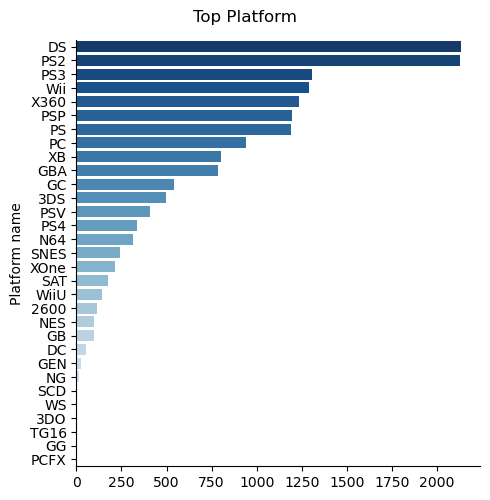 Top Platform
Platform name
DS
PS2
PS3
Wii
X360
PSP
PS
PC
XB
GBA
GC
3DS
PSV
PS4
N64
SNES
XOne
SAT
WiiU
2600
NES
GB
DC
GEN
NG
SCD
WS
3DO
TG16
GG
PCFX
0 250 500 750 1000 1250 1500 1750 2000